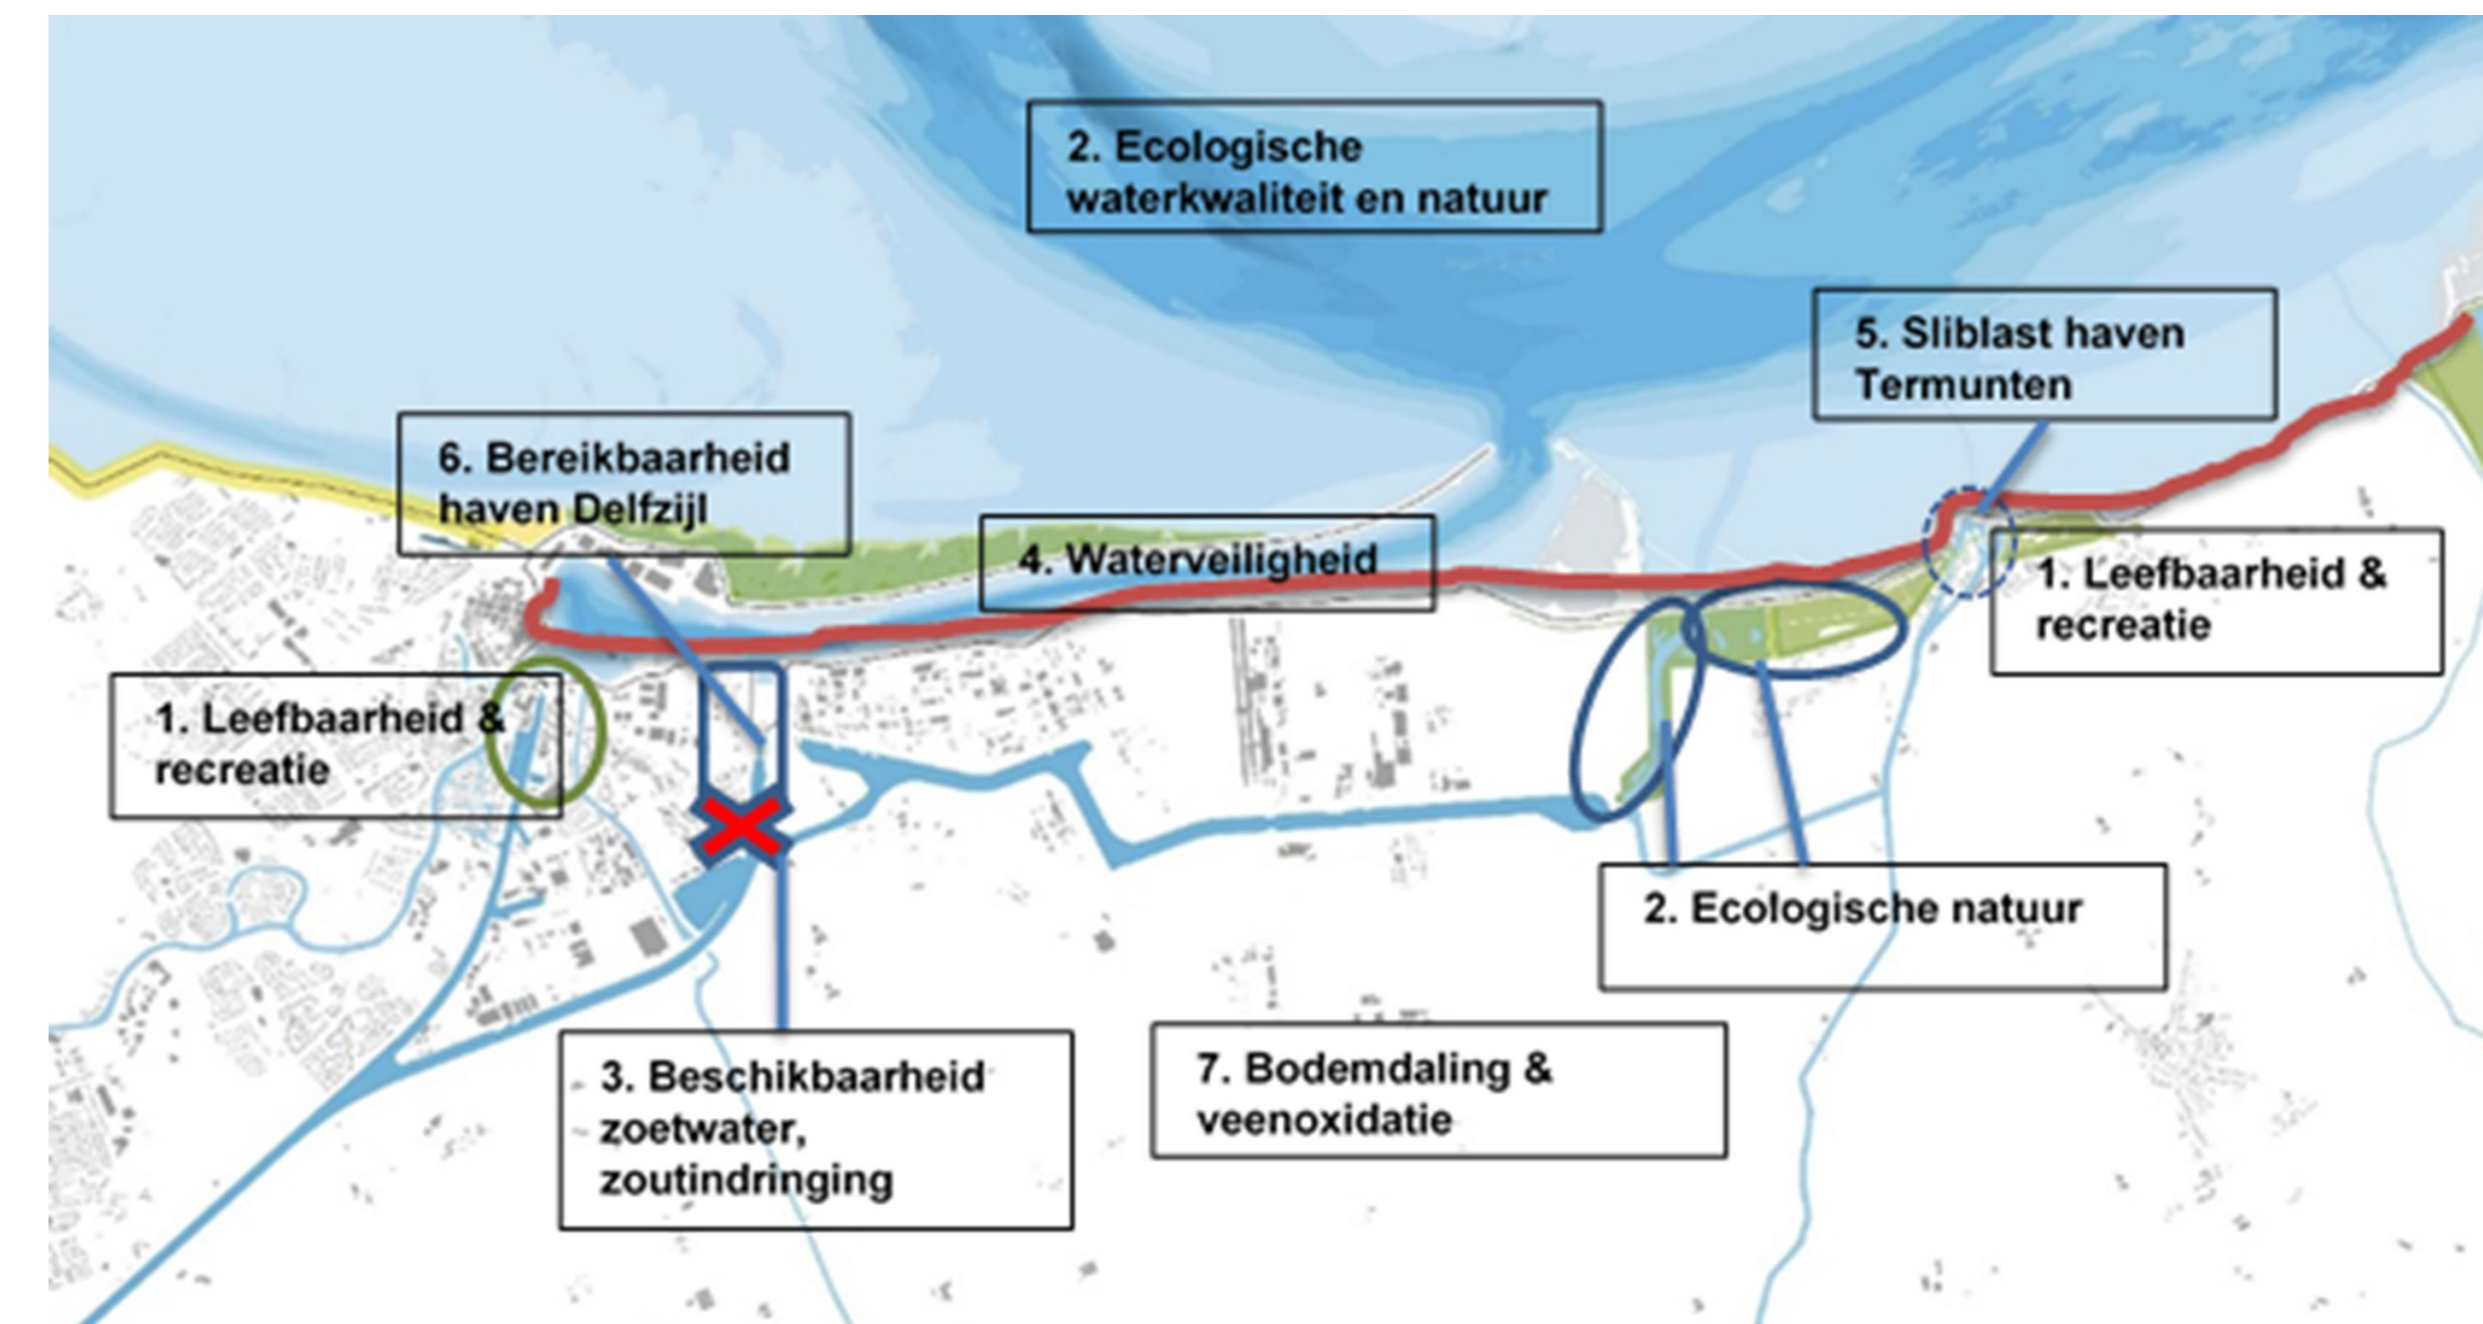 2. Ecologische
waterkwaliteit en natuur
5. Sliblast haven
Termunten
6. Bereikbaarheid
haven Delfzijl
4. Waterveiligheid
1. Leefbaarheid &
recreatie
1. Leefbaarheid &
recreatie
2. Ecologische natuur
3. Beschikbaarheid
zoetwater,
zoutindringing
7. Bodemdaling &
veenoxidatie